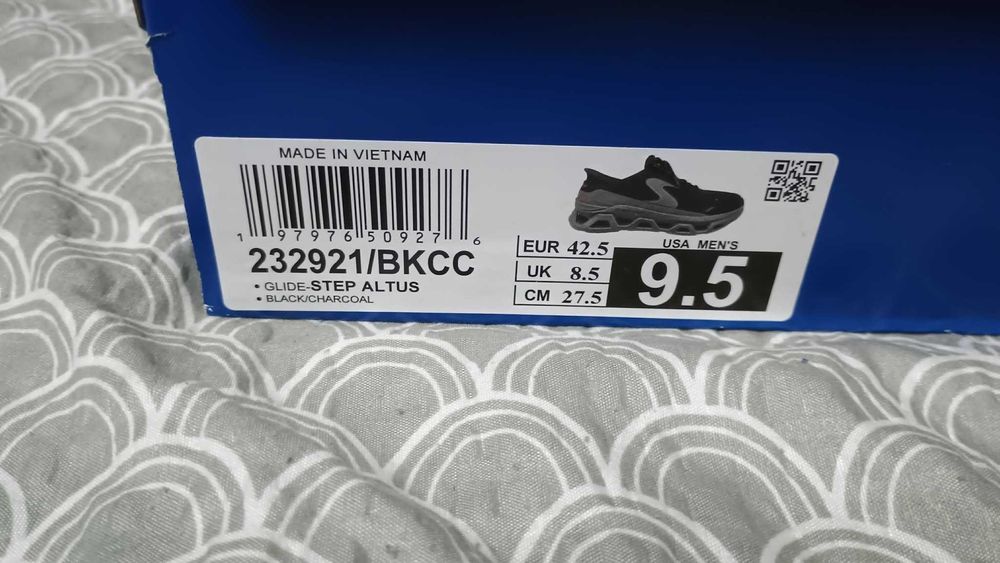 MADE IN VIETNAM
1 97976 50927 6
232921/BKCC
• GLIDE-STEP ALTUS
• BLACK/CHARCOAL
EUR 42.5
UK 8.5
CM 27.5
USA MEN'S
9.5